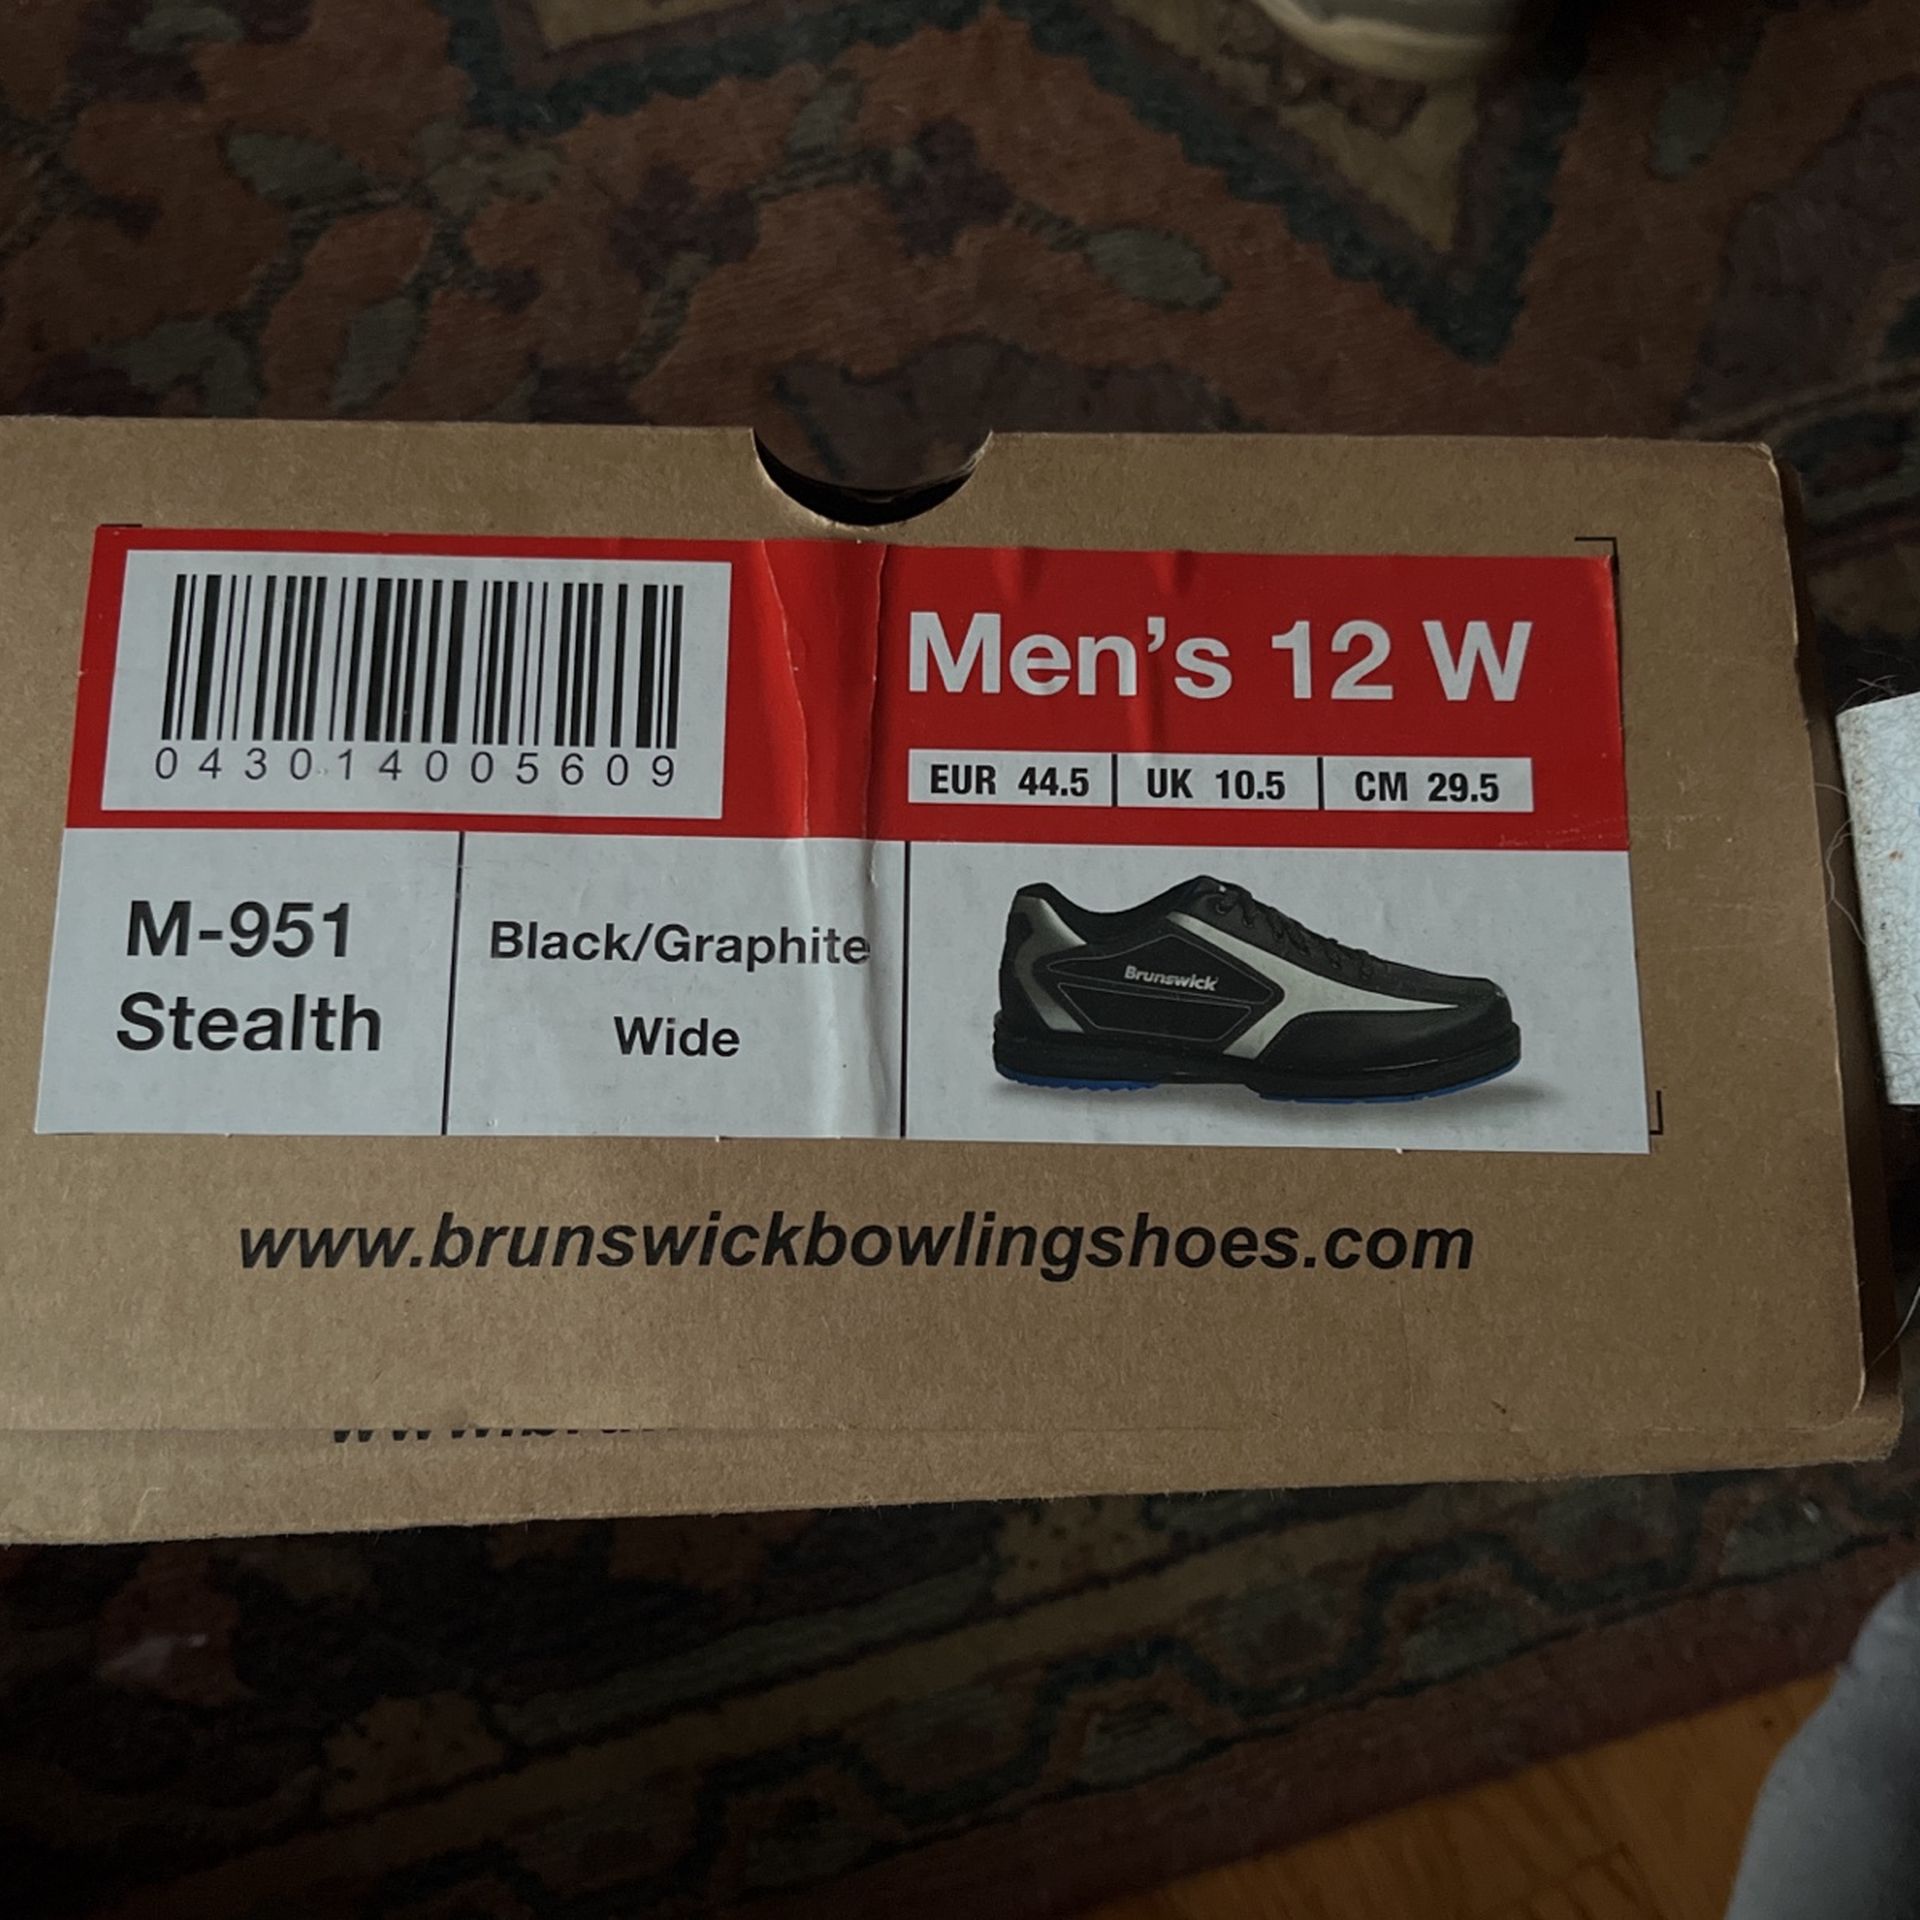 043014005609
Men's 12 W
EUR 44.5 | UK 10.5 | CM 29.5
M-951
Stealth
Black/Graphite
Wide
Brunswick
www.brunswickbowlingshoes.com